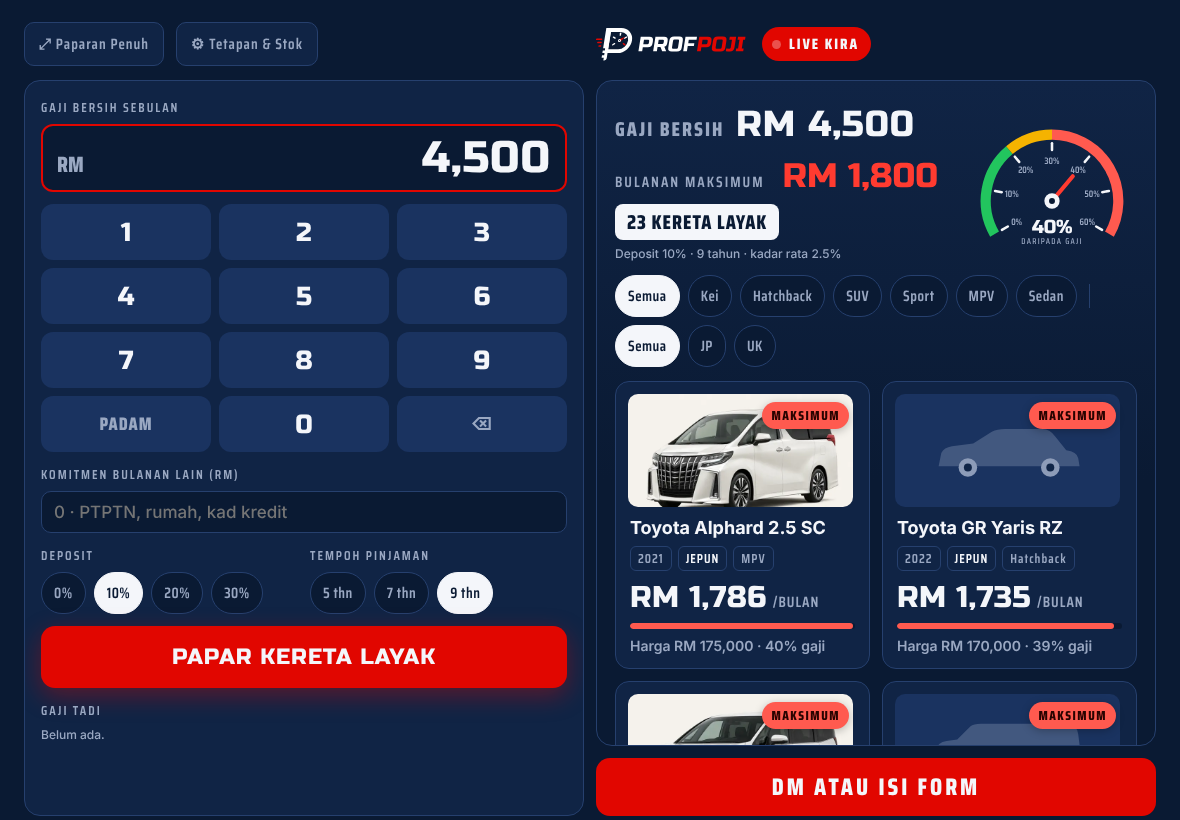 ⤢ Paparan Penuh
⚙ Tetapan & Stok
PROFPOJI
LIVE KIRA
GAJI BERSIH SEBULAN
RM 4,500
1 2 3
4 5 6
7 8 9
PADAM 0 ⌫
KOMITMEN BULANAN LAIN (RM)
0 · PTPTN, rumah, kad kredit
DEPOSIT
0% 10% 20% 30%
TEMPOH PINJAMAN
5 thn 7 thn 9 thn
PAPAR KERETA LAYAK
GAJI TADI
Belum ada.
GAJI BERSIH RM 4,500
BULANAN MAKSIMUM RM 1,800
23 KERETA LAYAK
Deposit 10% · 9 tahun · kadar rata 2.5%
0% 10% 20% 30% 40% 50% 60%
40%
DARIPADA GAJI
Semua Kei Hatchback SUV Sport MPV Sedan
Semua JP UK
MAKSIMUM
Toyota Alphard 2.5 SC
2021 JEPUN MPV
RM 1,786 /BULAN
Harga RM 175,000 · 40% gaji
MAKSIMUM
Toyota GR Yaris RZ
2022 JEPUN Hatchback
RM 1,735 /BULAN
Harga RM 170,000 · 39% gaji
MAKSIMUM
MAKSIMUM
DM ATAU ISI FORM